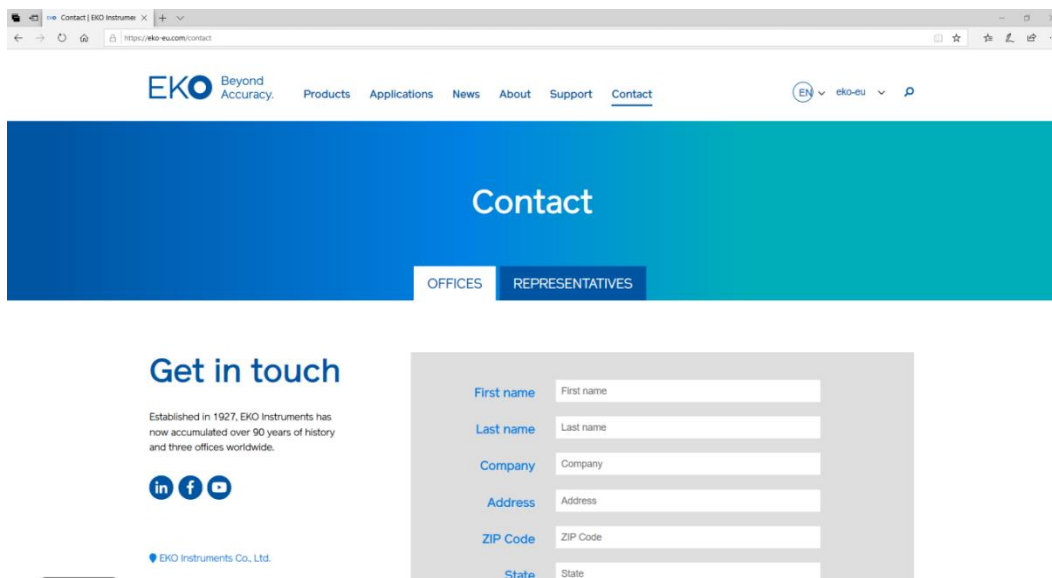 Contact | EKO Instrumen
https://eko-eu.com/contact
EKO Beyond Accuracy.
Products Applications News About Support Contact
EN eko-eu
Contact
OFFICES REPRESENTATIVES
Get in touch
Established in 1927, EKO Instruments has
now accumulated over 90 years of history
and three offices worldwide.
in f
EKO Instruments Co., Ltd.
First name First name
Last name Last name
Company Company
Address Address
ZIP Code ZIP Code
State State